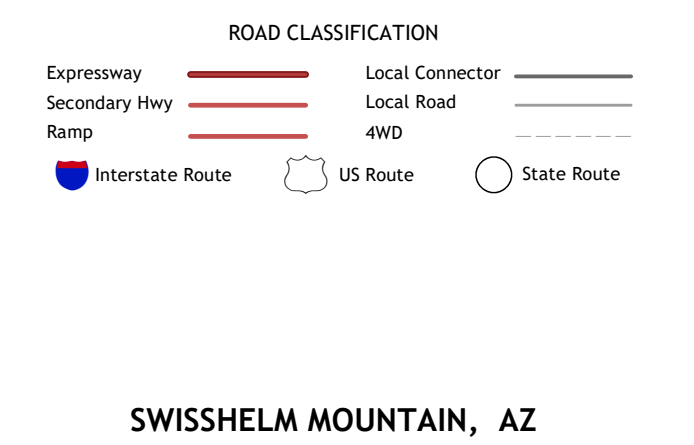 ROAD CLASSIFICATION
Expressway
Local Connector
Secondary Hwy
Local Road
Ramp
4WD
Interstate Route
US Route
State Route
SWISSHELM MOUNTAIN, AZ